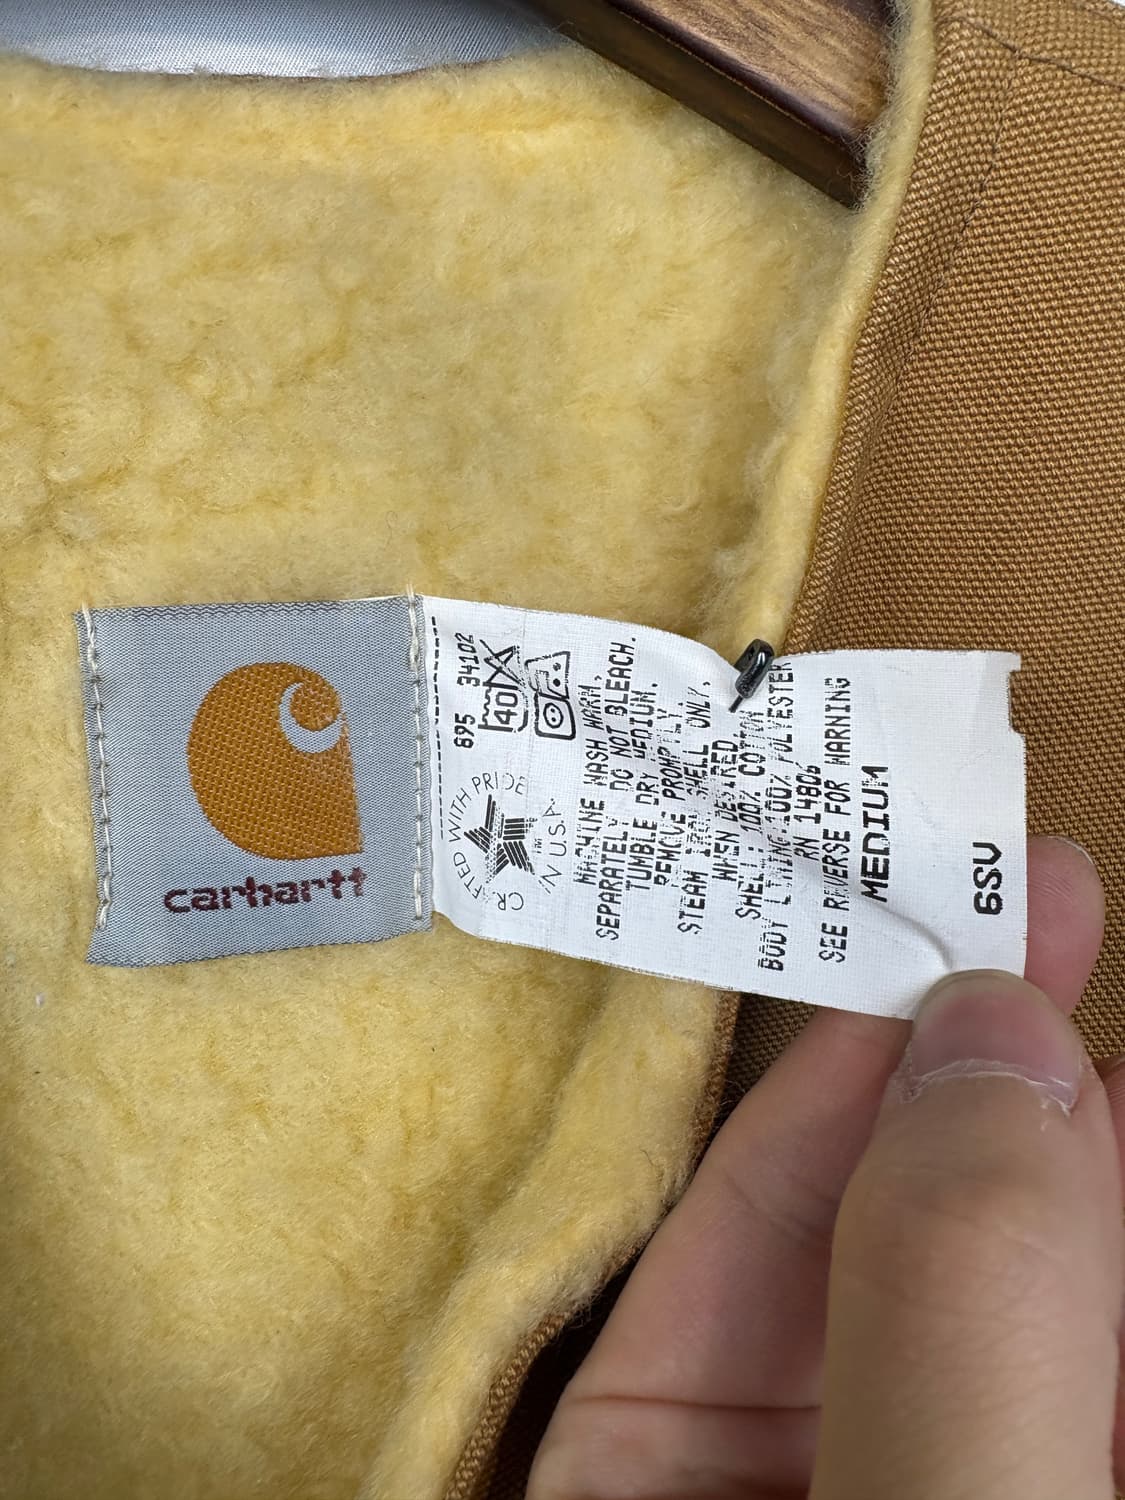 carhartt
895 34102
40
CRAFTED WITH PRIDE
IN U.S.A.
MACHINE WASH WARM,
SEPARATELY. DO NOT BLEACH.
TUMBLE DRY MEDIUM.
REMOVE PROMPTLY.
STEAM IRON SHELL ONLY,
WHEN DESIRED.
SHELL: 100% COTTON
BODY LINING:100% POLYESTER
RN 14806
SEE REVERSE FOR WARNING
MEDIUM
6SV